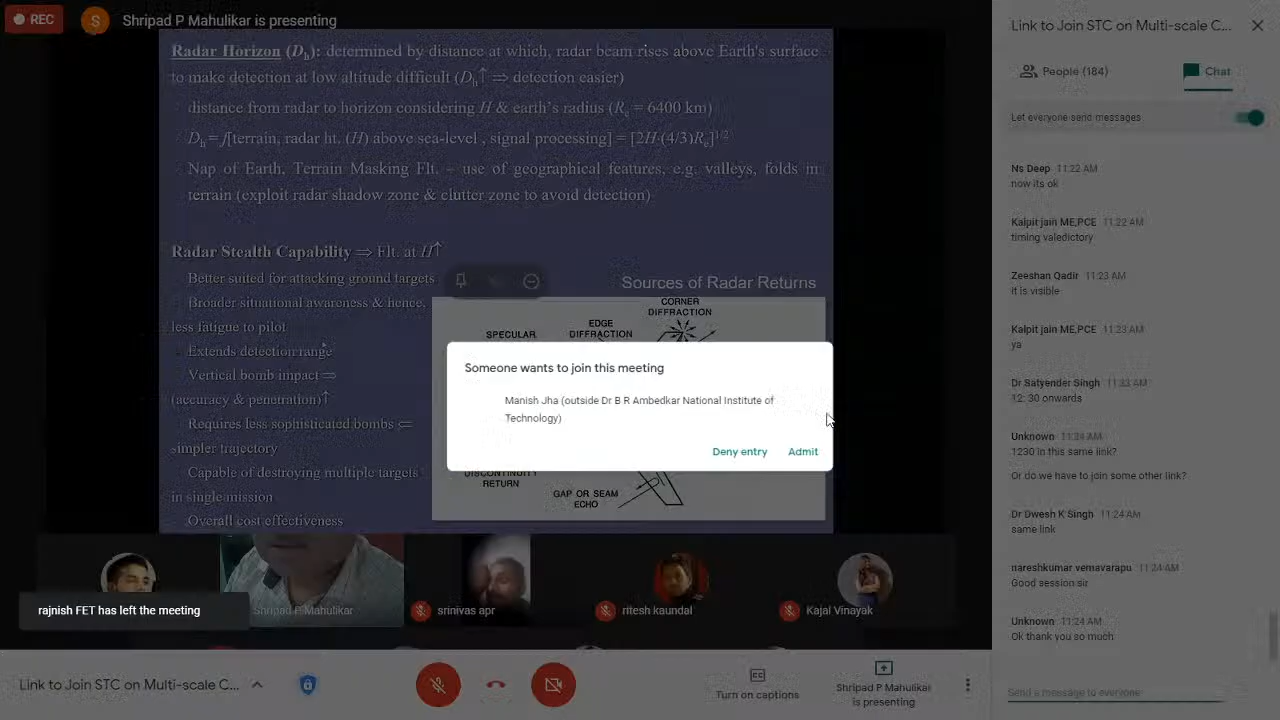 REC
S
Shripad P Mahulikar is presenting
Radar Horizon (Dh): determined by distance at which, radar beam rises above Earth's surface
to make detection at low altitude difficult (Dh↑ ⇒ detection easier)
distance from radar to horizon considering H & earth's radius (Re = 6400 km)
Dh = f[terrain, radar ht. (H) above sea-level , signal processing] = [2H·(4/3)Re]1/2
Nap of Earth, Terrain Masking Flt. – use of geographical features, e.g. valleys, folds in
terrain (exploit radar shadow zone & clutter zone to avoid detection)
Radar Stealth Capability ⇒ Flt. at H↑
Better suited for attacking ground targets
Broader situational awareness & hence,
less fatigue to pilot
Extends detection range
Vertical bomb impact ⇒
(accuracy & penetration)↑
Requires less sophisticated bombs ⇐
simpler trajectory
Capable of destroying multiple targets
in single mission
Overall cost effectiveness
Sources of Radar Returns
CORNER
DIFFRACTION
EDGE
DIFFRACTION
SPECULAR
DISCONTINUITY
RETURN
GAP OR SEAM
ECHO
Someone wants to join this meeting
Manish Jha (outside Dr B R Ambedkar National Institute of
Technology)
Deny entry
Admit
rajnish FET has left the meeting
Shripad P Mahulikar
srinivas apr
ritesh kaundal
Kajal Vinayak
Link to Join STC on Multi-scale C...
Turn on captions
Shripad P Mahulikar
is presenting
Link to Join STC on Multi-scale C...
People (184)
Chat
Let everyone send messages
Ns Deep 11:22 AM
now its ok
Kalpit jain ME,PCE 11:22 AM
timing valedictory
Zeeshan Qadir 11:23 AM
it is visible
Kalpit jain ME,PCE 11:23 AM
ya
Dr Satyender Singh 11:23 AM
12: 30 onwards
Unknown 11:24 AM
1230 in this same link?
Or do we have to join some other link?
Dr Dwesh K Singh 11:24 AM
same link
nareshkumar vemavarapu 11:24 AM
Good session sir
Unknown 11:24 AM
Ok thank you so much
Send a message to everyone